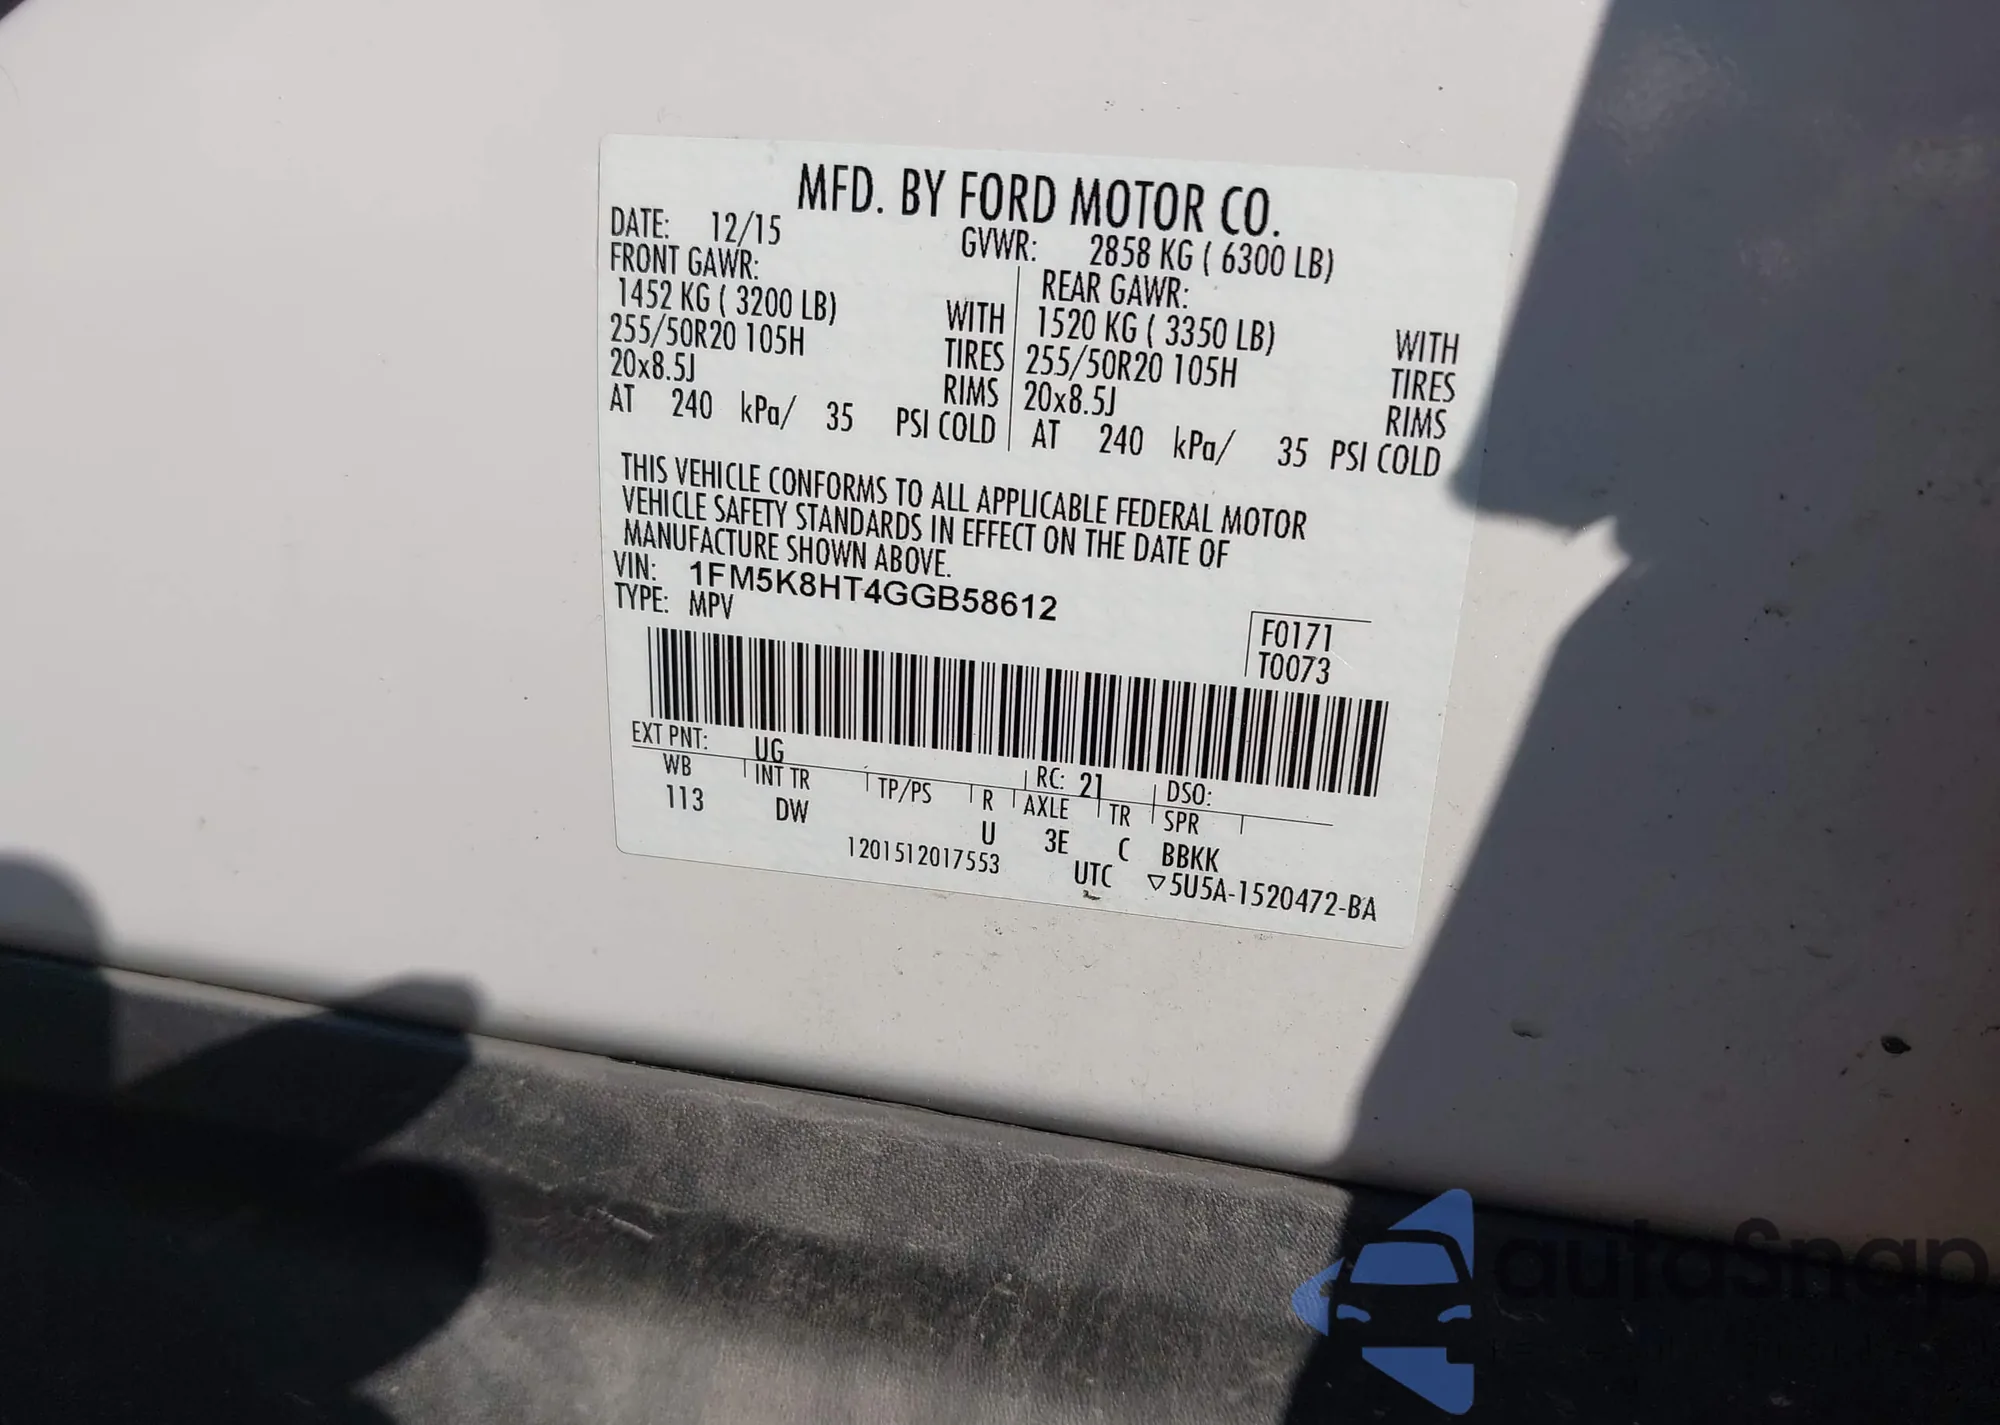 MFD. BY FORD MOTOR CO.
DATE: 12/15 GVWR: 2858 KG ( 6300 LB)
FRONT GAWR: REAR GAWR:
1452 KG ( 3200 LB) WITH 1520 KG ( 3350 LB) WITH
255/50R20 105H TIRES 255/50R20 105H TIRES
20x8.5J RIMS 20x8.5J RIMS
AT 240 kPa/ 35 PSI COLD AT 240 kPa/ 35 PSI COLD
THIS VEHICLE CONFORMS TO ALL APPLICABLE FEDERAL MOTOR
VEHICLE SAFETY STANDARDS IN EFFECT ON THE DATE OF
MANUFACTURE SHOWN ABOVE.
VIN: 1FM5K8HT4GGB58612
TYPE: MPV
F0171
T0073
EXT PNT: UG RC: 21 DSO:
WB INT TR TP/PS R AXLE TR SPR
113 DW U 3E C BBKK
1201512017553 UTC ▽5U5A-1520472-BA
autoSnap